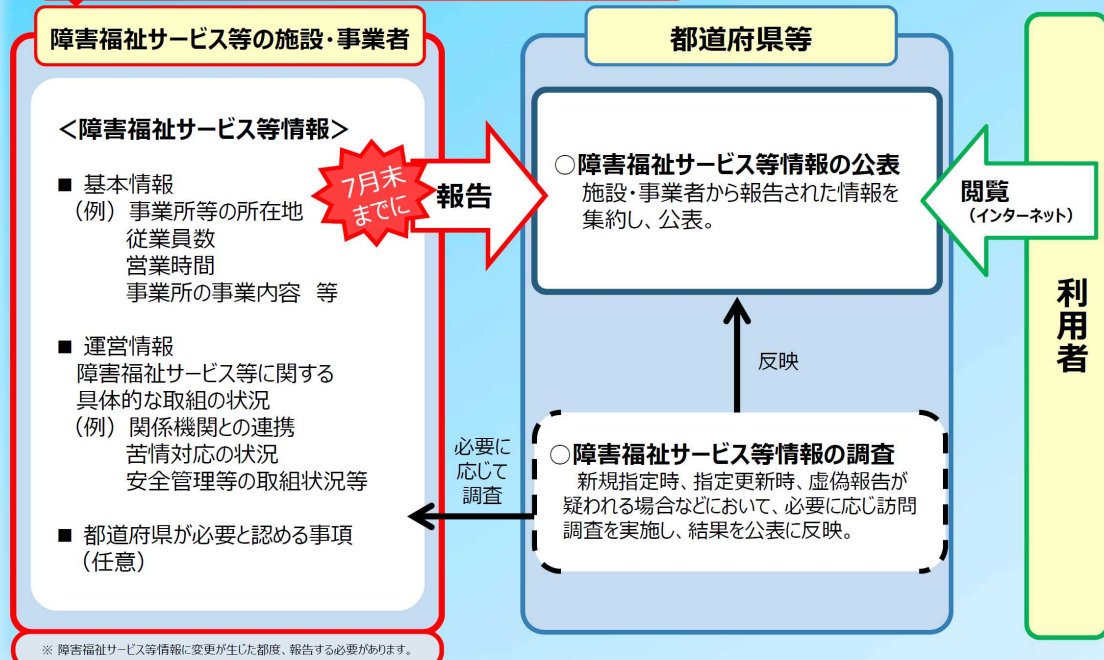 障害福祉サービス等の施設・事業者
<障害福祉サービス等情報>
■ 基本情報
(例) 事業所等の所在地
従業員数
営業時間
事業所の事業内容 等
■ 運営情報
障害福祉サービス等に関する
具体的な取組の状況
(例) 関係機関との連携
苦情対応の状況
安全管理等の取組状況等
■ 都道府県が必要と認める事項
(任意)
※ 障害福祉サービス等情報に変更が生じた都度、報告する必要があります。
7月末
までに
報告
必要に
応じて
調査
都道府県等
○障害福祉サービス等情報の公表
施設・事業者から報告された情報を
集約し、公表。
反映
○障害福祉サービス等情報の調査
新規指定時、指定更新時、虚偽報告が
疑われる場合などにおいて、必要に応じ訪問
調査を実施し、結果を公表に反映。
閲覧
(インターネット)
利用者